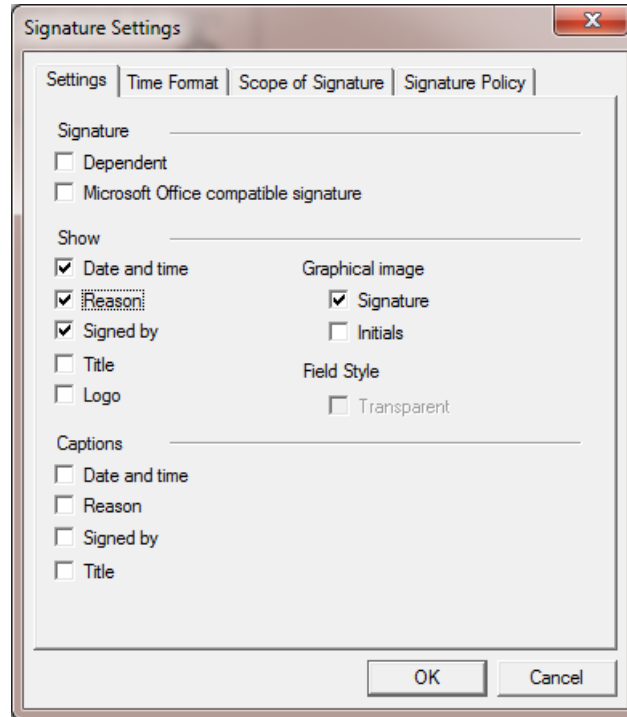 Signature Settings
Settings Time Format Scope of Signature Signature Policy
Signature
Dependent
Microsoft Office compatible signature
Show
Date and time
Reason
Signed by
Title
Logo
Graphical image
Signature
Initials
Field Style
Transparent
Captions
Date and time
Reason
Signed by
Title
OK Cancel